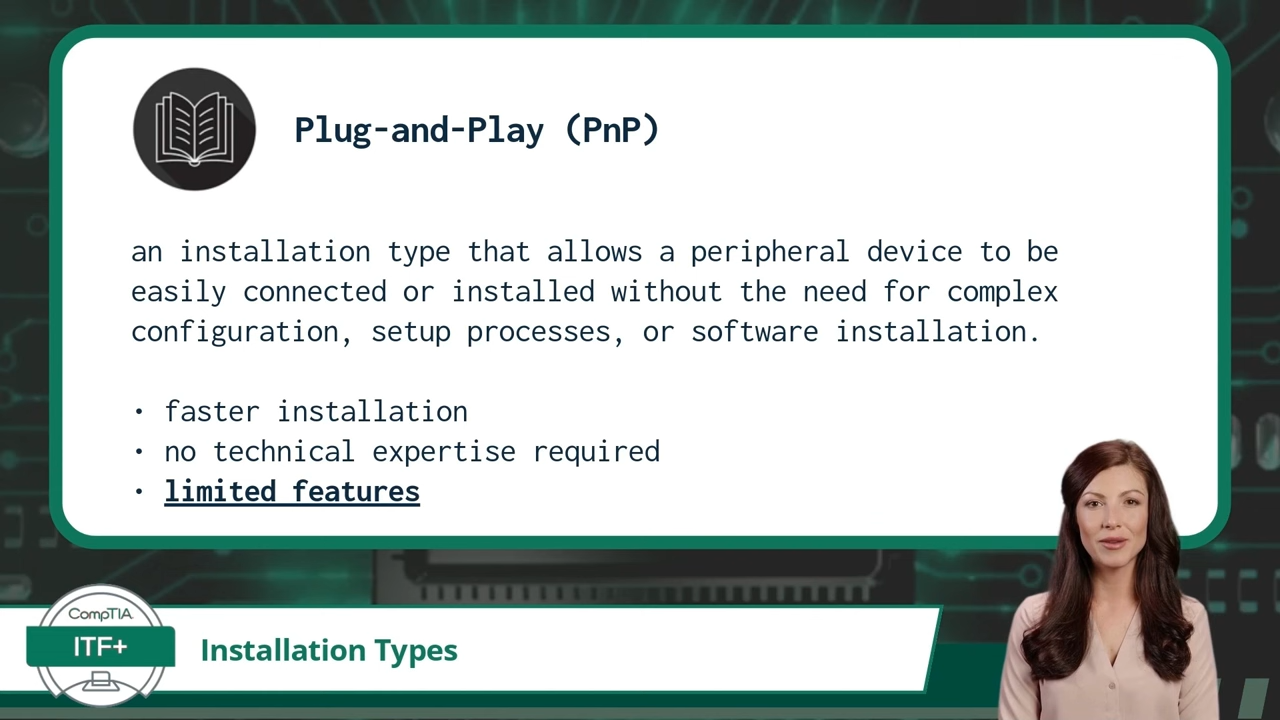 Plug-and-Play (PnP)
an installation type that allows a peripheral device to be
easily connected or installed without the need for complex
configuration, setup processes, or software installation.
• faster installation
• no technical expertise required
• limited features
CompTIA.
ITF+
Installation Types